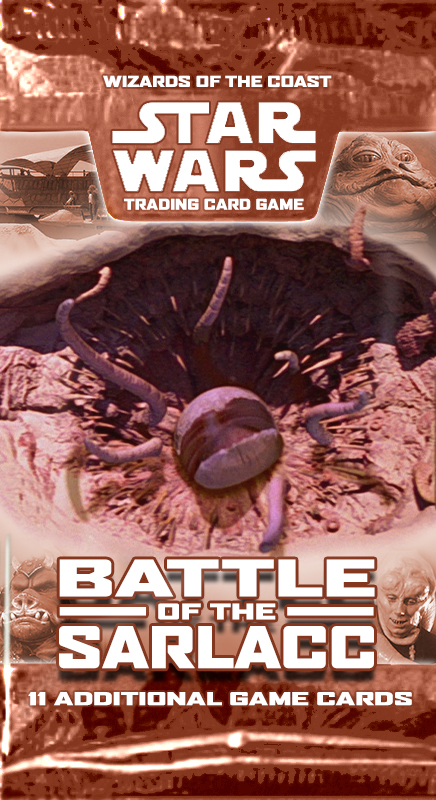 WIZARDS OF THE COAST
STAR
WARS
TRADING CARD GAME
BATTLE
OF THE
SARLACC
11 ADDITIONAL GAME CARDS